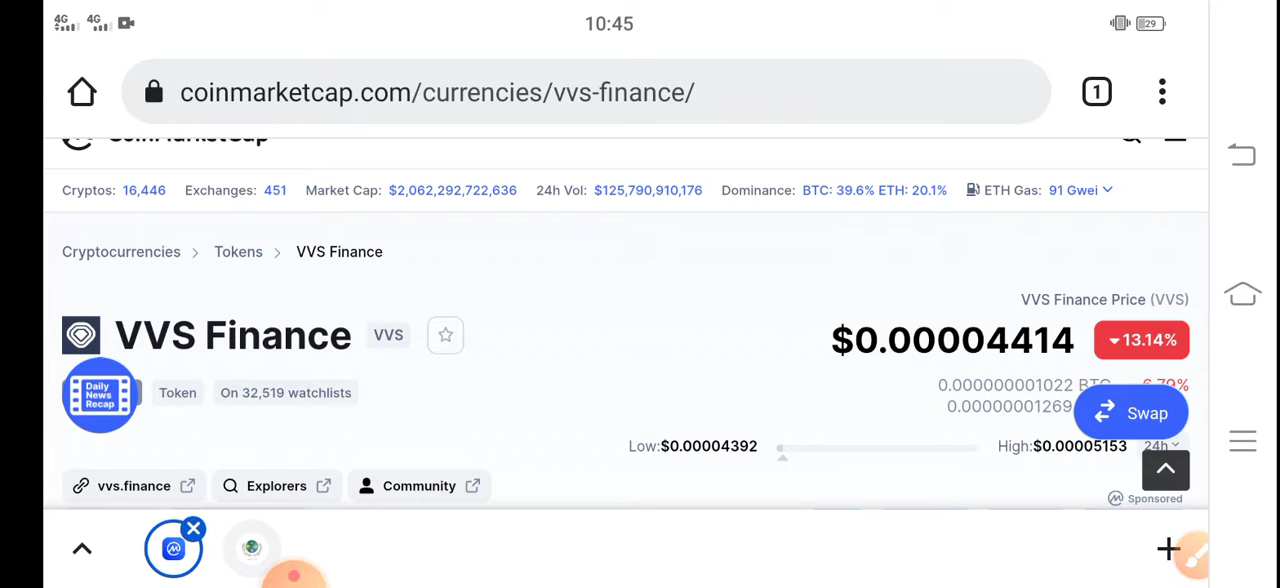 4G 4G 10:45 29
coinmarketcap.com/currencies/vvs-finance/ 1
CoinMarketCap
Cryptos: 16,446 Exchanges: 451 Market Cap: $2,062,292,722,636 24h Vol: $125,790,910,176 Dominance: BTC: 39.6% ETH: 20.1% ETH Gas: 91 Gwei
Cryptocurrencies > Tokens > VVS Finance
VVS Finance Price (VVS)
VVS Finance VVS $0.00004414 13.14%
0.000000001022 BTC 6.79%
Daily News Recap Token On 32,519 watchlists
0.00000001269 Swap
Low:$0.00004392 High:$0.00005153 24h
vvs.finance Explorers Community
Sponsored